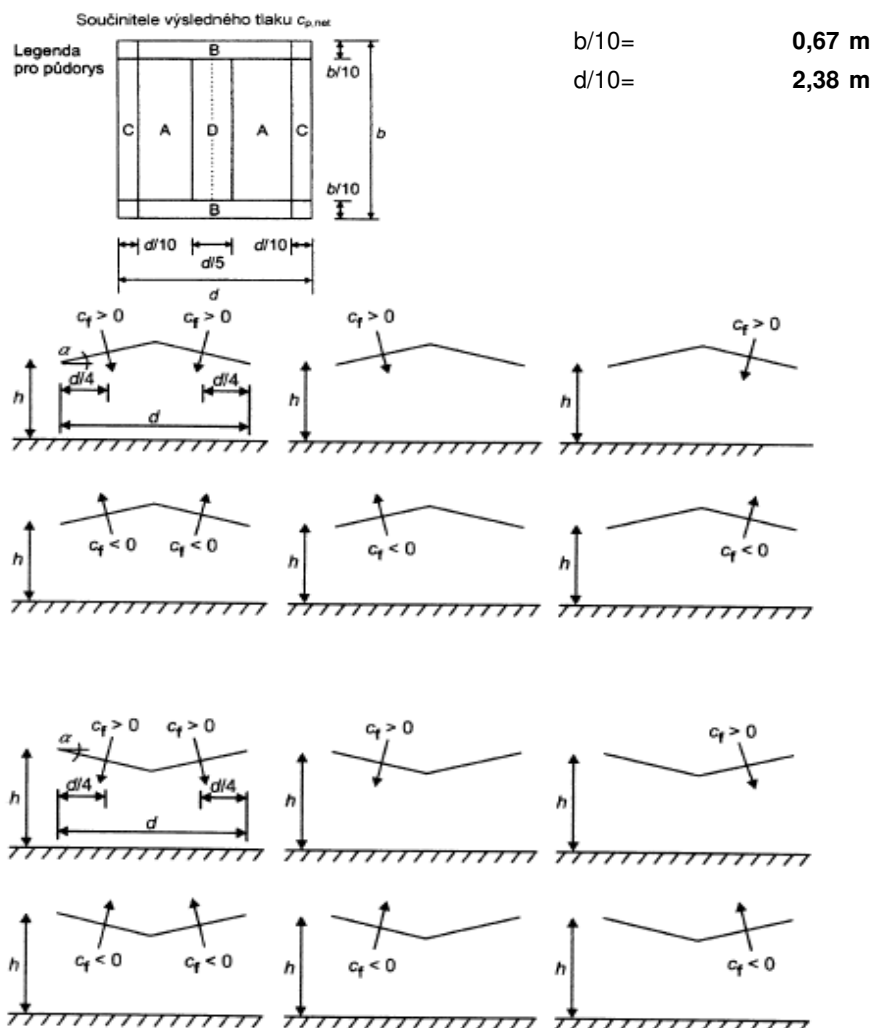 Součinitele výsledného tlaku c_p,net
Legenda
pro půdorys
B
b/10
C A D A C
b
b/10
B
d/10 d/10
d/5
d
b/10= 0,67 m
d/10= 2,38 m
c_f > 0 c_f > 0
α
d/4 d/4
h
d
c_f > 0
h
c_f > 0
h
c_f < 0 c_f < 0
h
c_f < 0
h
c_f < 0
h
c_f > 0 c_f > 0
α
d/4 d/4
h
d
c_f > 0
h
c_f > 0
h
c_f < 0 c_f < 0
h
c_f < 0
h
c_f < 0
h